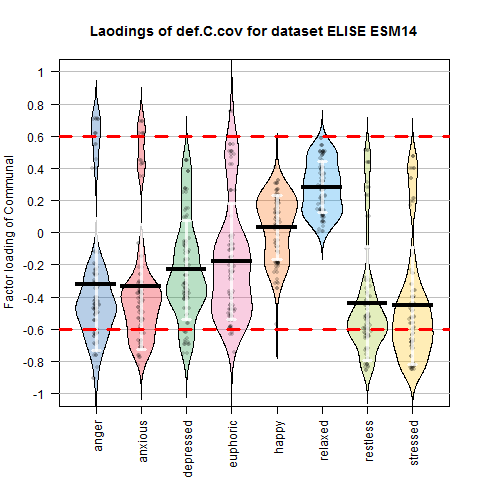 Laodings of def.C.cov for dataset ELISE ESM14
Factor loading of Communal
1
0.8
0.6
0.4
0.2
0
-0.2
-0.4
-0.6
-0.8
-1
anger
anxious
depressed
euphoric
happy
relaxed
restless
stressed